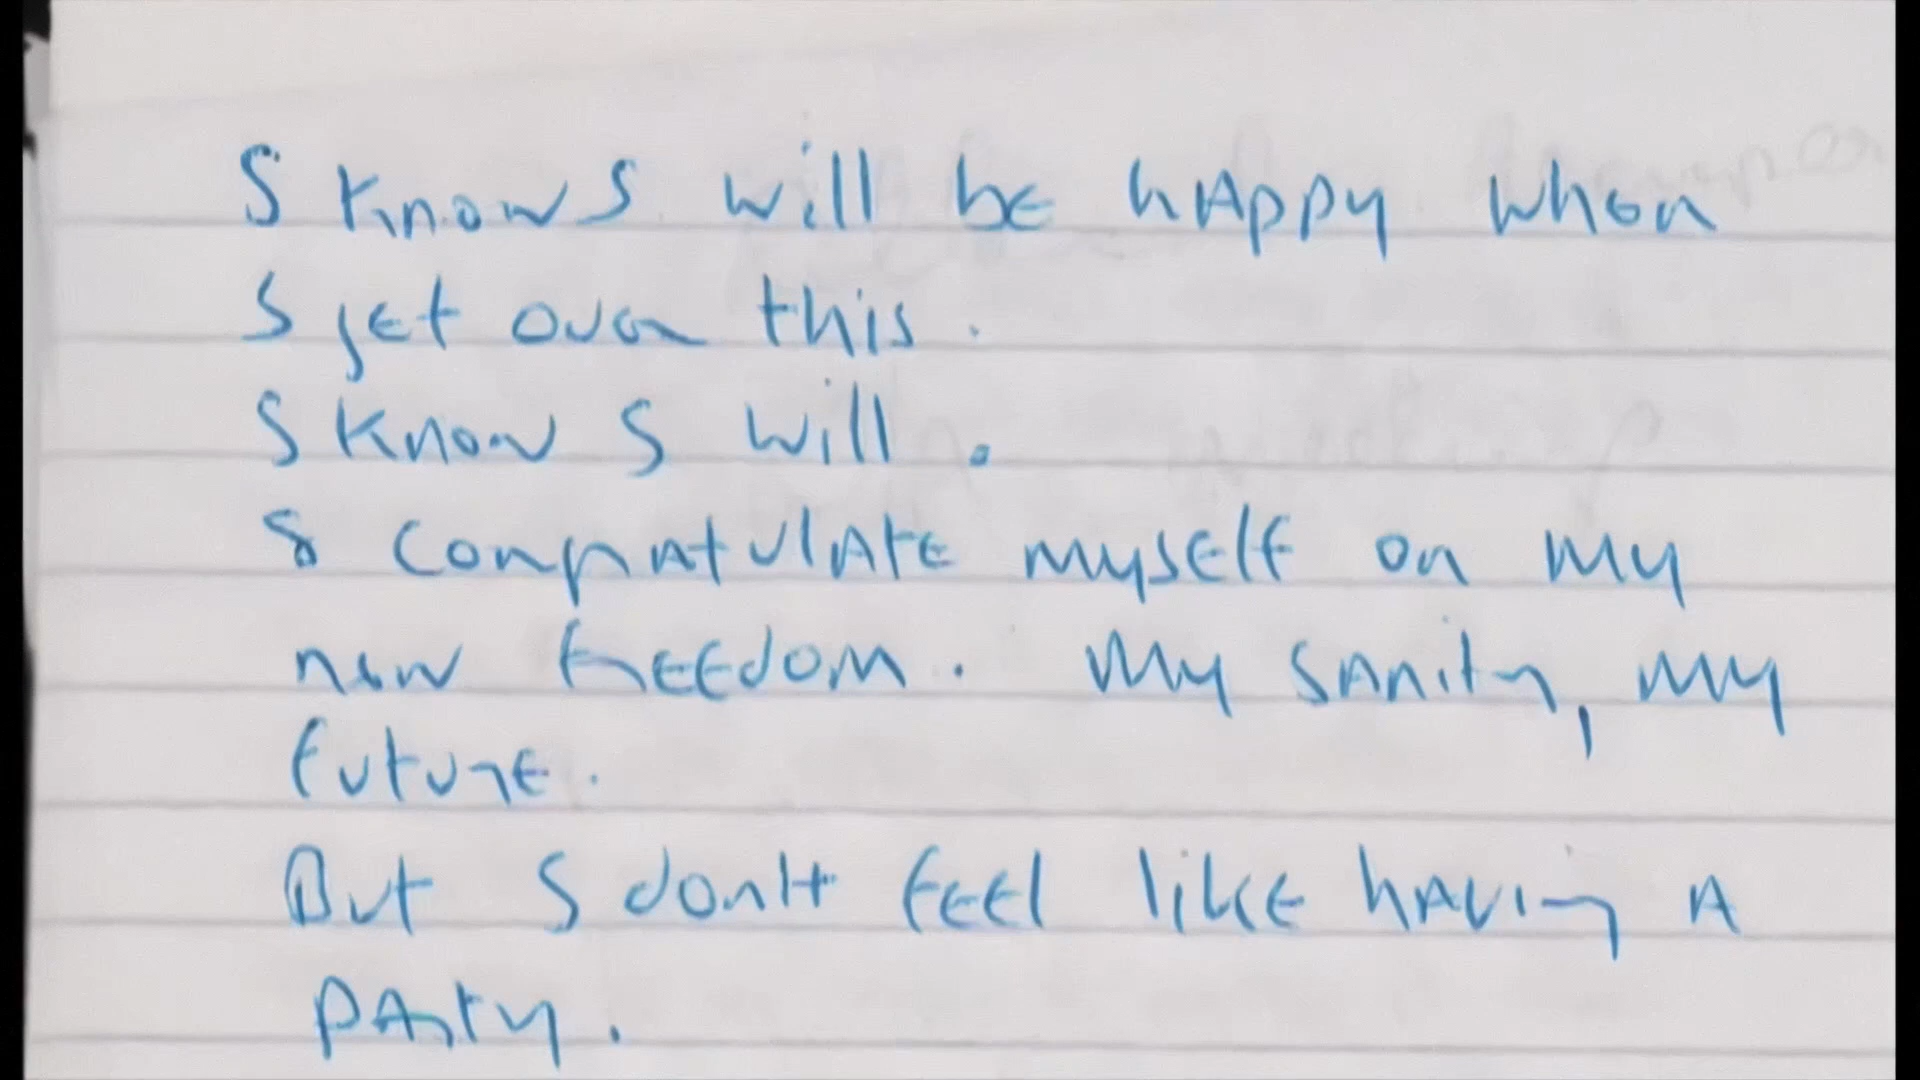 I know I will be happy when
I get over this.
I know I will.
I congratulate myself on my
new freedom. My sanity, my
future.
But I don't feel like having a
party.